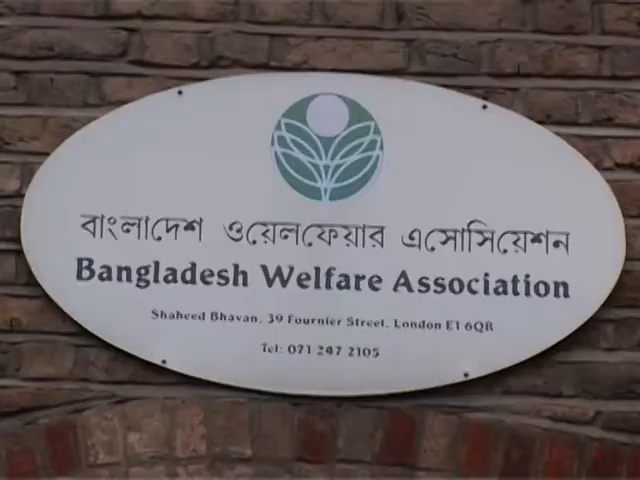 বাংলাদেশ ওয়েলফেয়ার এসোসিয়েশন
Bangladesh Welfare Association
Shaheed Bhavan, 39 Fournier Street, London E1 6QR
Tel: 071 247 2105